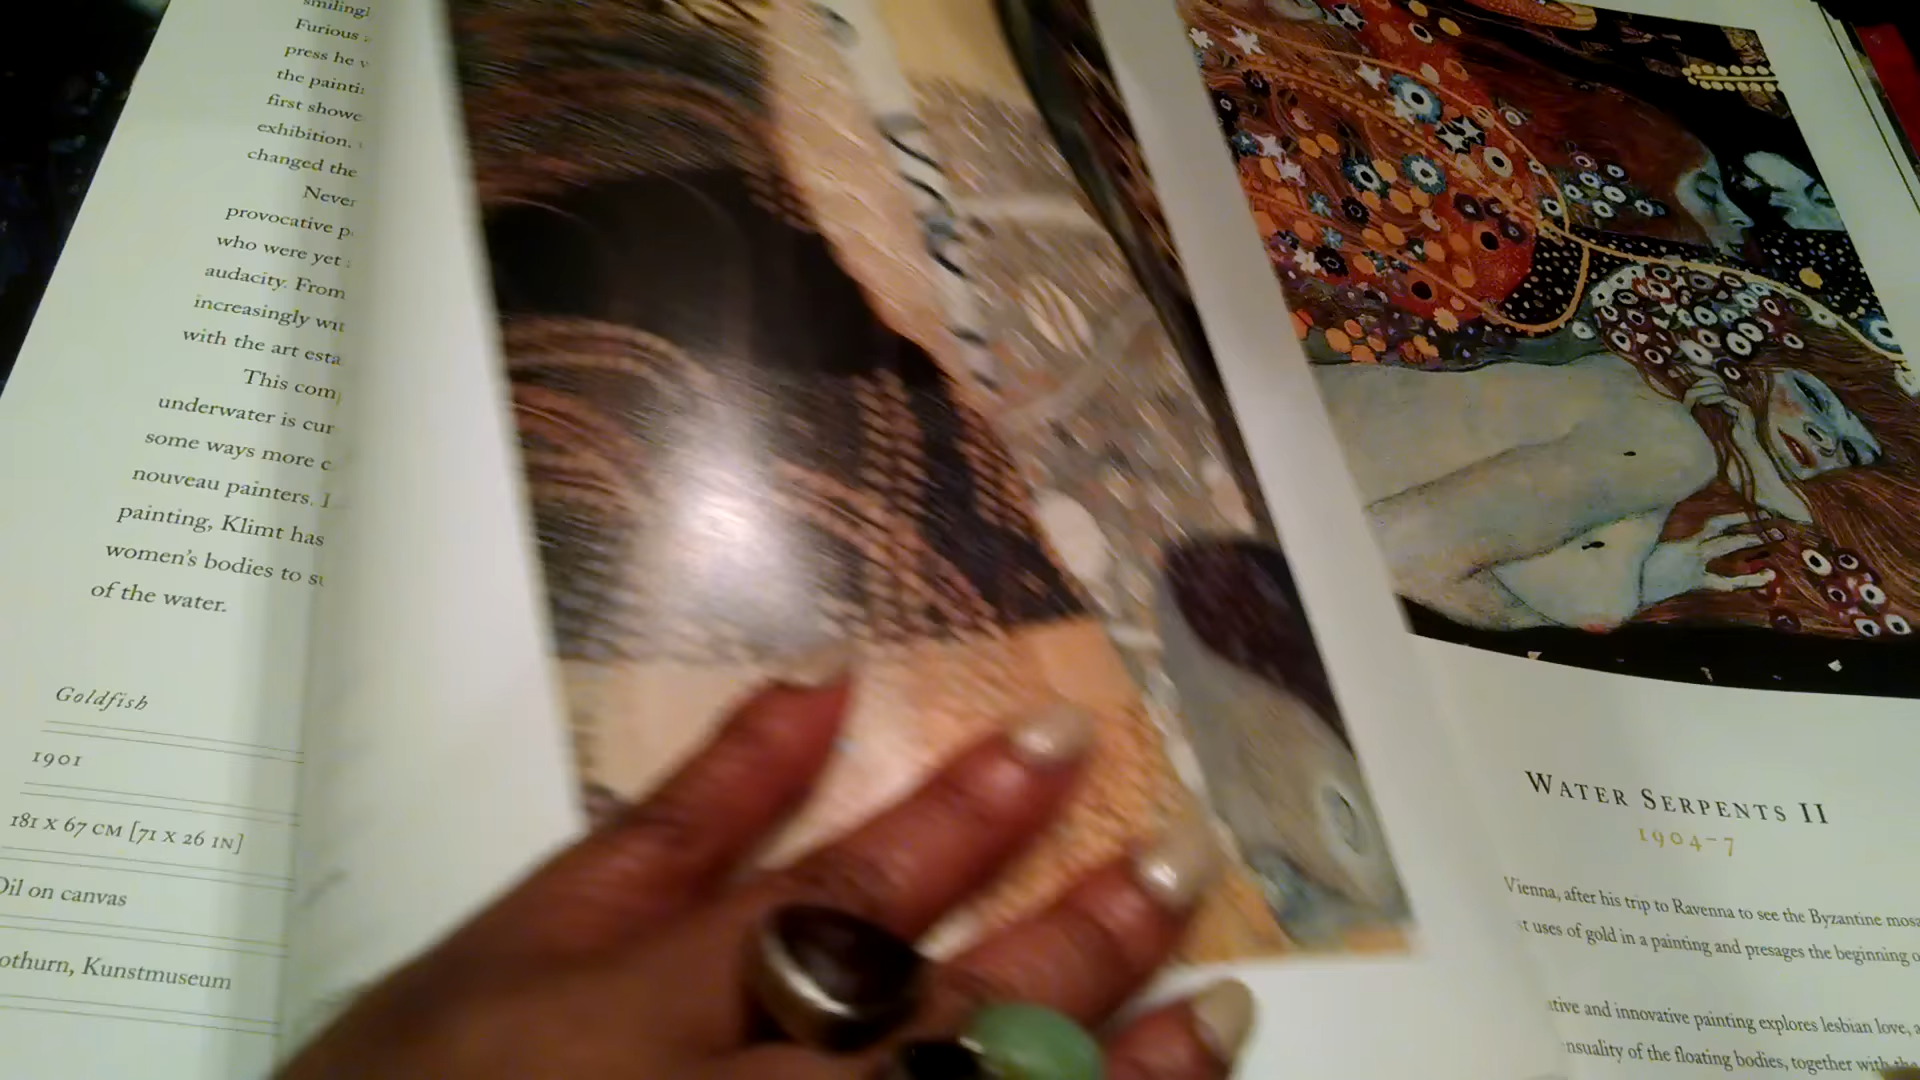 smilingl
Furious
press he
the painti
first showe
exhibition,
changed the
Never
provocative p
who were yet
audacity. From
increasingly wit
with the art esta
This com
underwater is cur
some ways more c
nouveau painters. I
painting, Klimt has
women's bodies to su
of the water.
Goldfish
1901
181 X 67 CM [71 X 26 IN]
Oil on canvas
othurn, Kunstmuseum
WATER SERPENTS II
1904-7
Vienna, after his trip to Ravenna to see the Byzantine mosa
st uses of gold in a painting and presages the beginning o
ative and innovative painting explores lesbian love, a
nsuality of the floating bodies, together with the